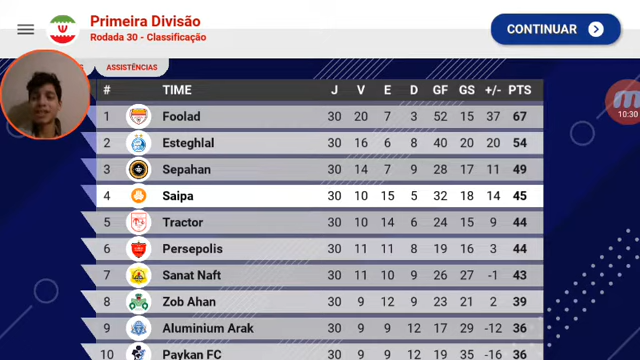 Primeira Divisão
Rodada 30 - Classificação
CONTINUAR
ASSISTÊNCIAS
# TIME J V E D GF GS +/- PTS
1 Foolad 30 20 7 3 52 15 37 67
2 Esteghlal 30 16 6 8 40 20 20 54
3 Sepahan 30 14 7 9 28 17 11 49
4 Saipa 30 10 15 5 32 18 14 45
5 Tractor 30 10 14 6 24 15 9 44
6 Persepolis 30 11 11 8 19 16 3 44
7 Sanat Naft 30 11 10 9 26 27 -1 43
8 Zob Ahan 30 9 12 9 23 21 2 39
9 Aluminium Arak 30 9 9 12 17 29 -12 36
10 Paykan FC 30 9 9 12 19 35 -16 36
10:30